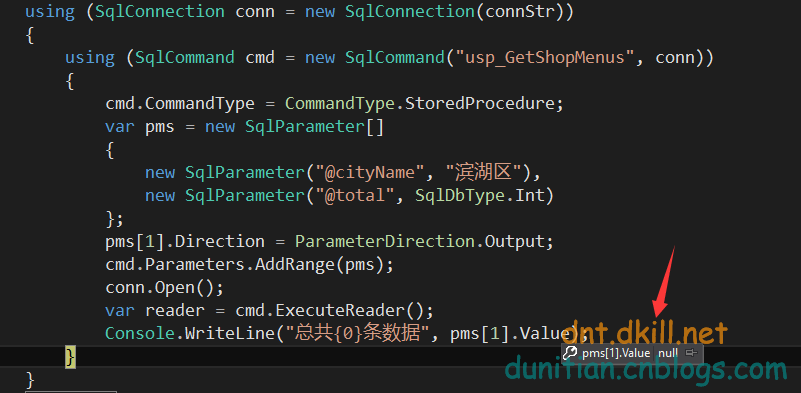 using (SqlConnection conn = new SqlConnection(connStr))
{
using (SqlCommand cmd = new SqlCommand("usp_GetShopMenus", conn))
{
cmd.CommandType = CommandType.StoredProcedure;
var pms = new SqlParameter[]
{
new SqlParameter("@cityName", "滨湖区"),
new SqlParameter("@total", SqlDbType.Int)
};
pms[1].Direction = ParameterDirection.Output;
cmd.Parameters.AddRange(pms);
conn.Open();
var reader = cmd.ExecuteReader();
Console.WriteLine("总共{0}条数据", pms[1].Value);
dnt.dkill.net
}
pms[1].Value null
dunitian.cnblogs.com
}